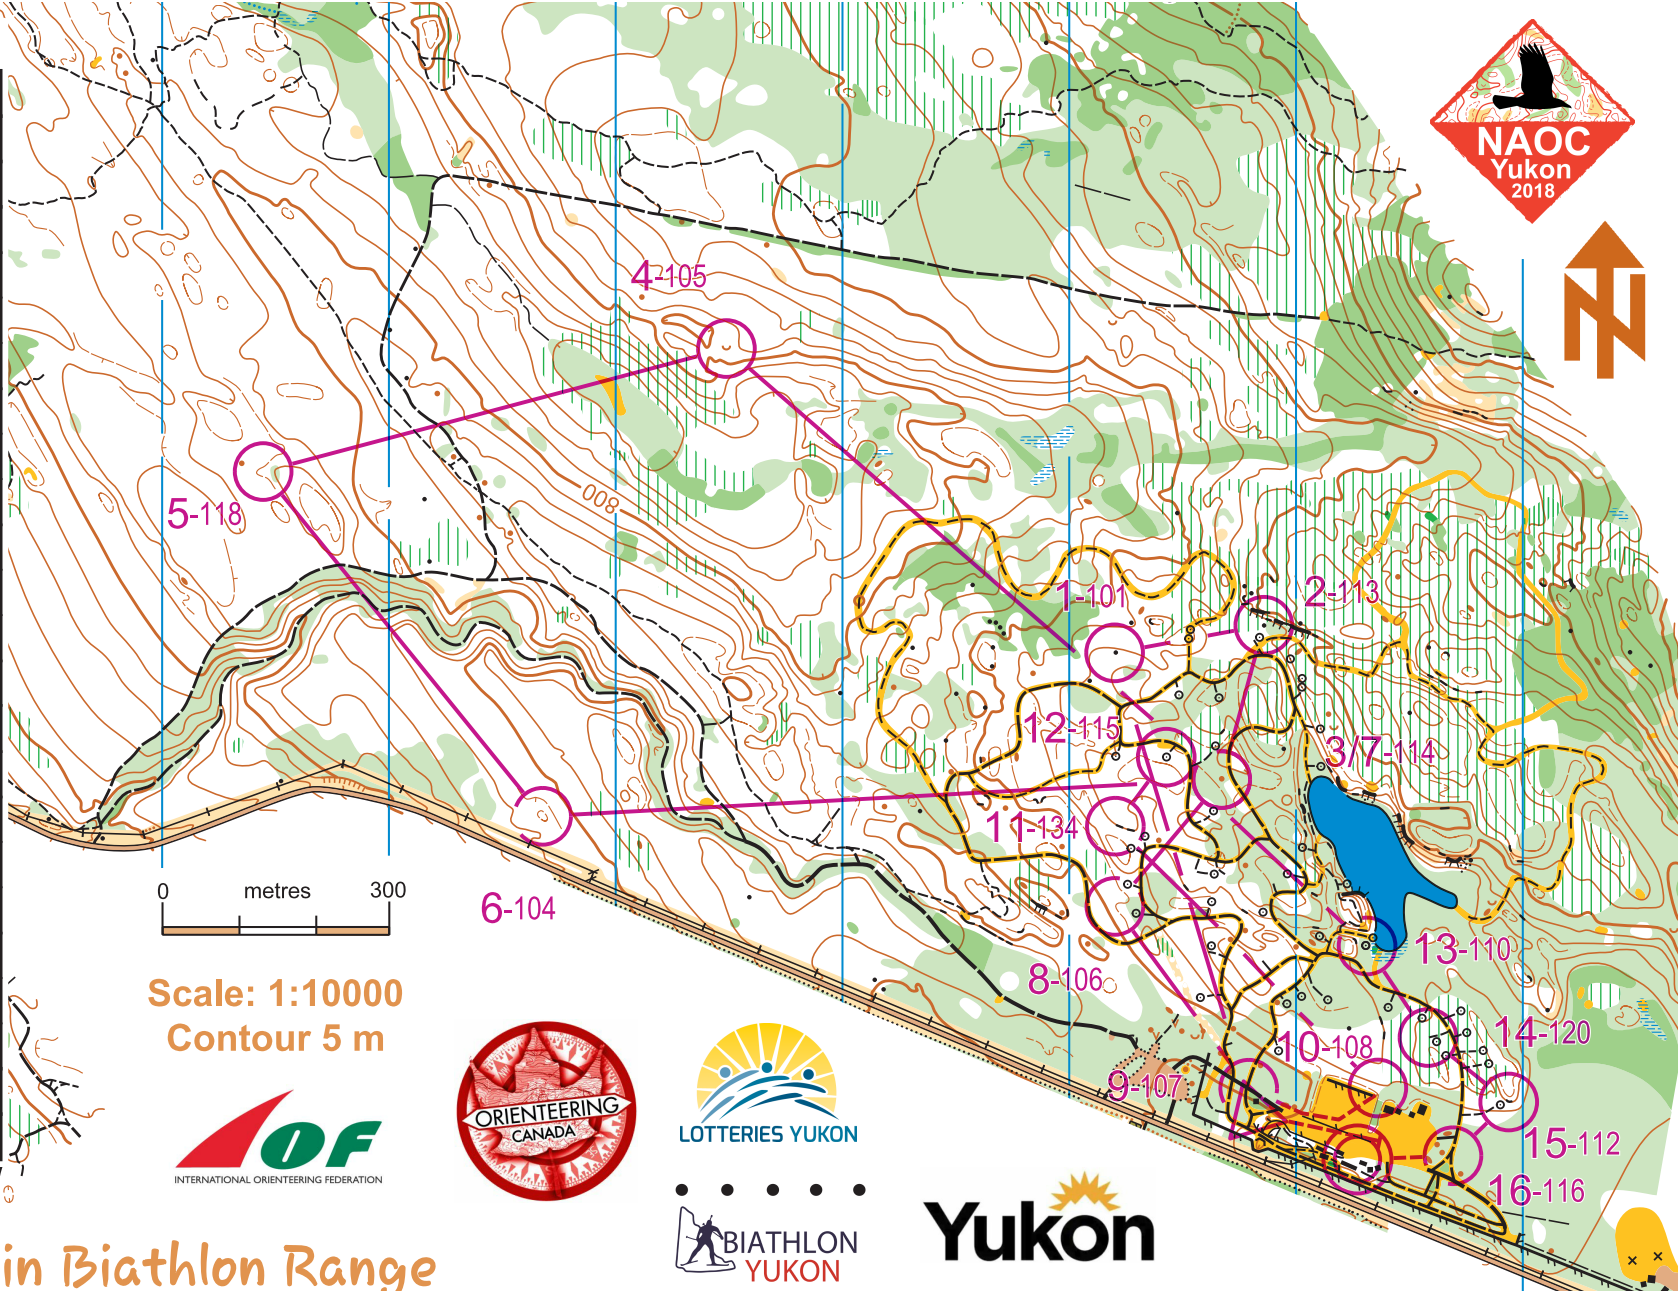 NAOC
Yukon
2018
4-105
5-118
800
1-101
2-113
12-115
3/7-114
11-134
6-104
8-106
13-110
10-108
14-120
9-107
15-112
16-116
0 metres 300
Scale: 1:10000
Contour 5 m
IOF
INTERNATIONAL ORIENTEERING FEDERATION
ORIENTEERING
CANADA
LOTTERIES YUKON
BIATHLON
YUKON
Yukon
in Biathlon Range